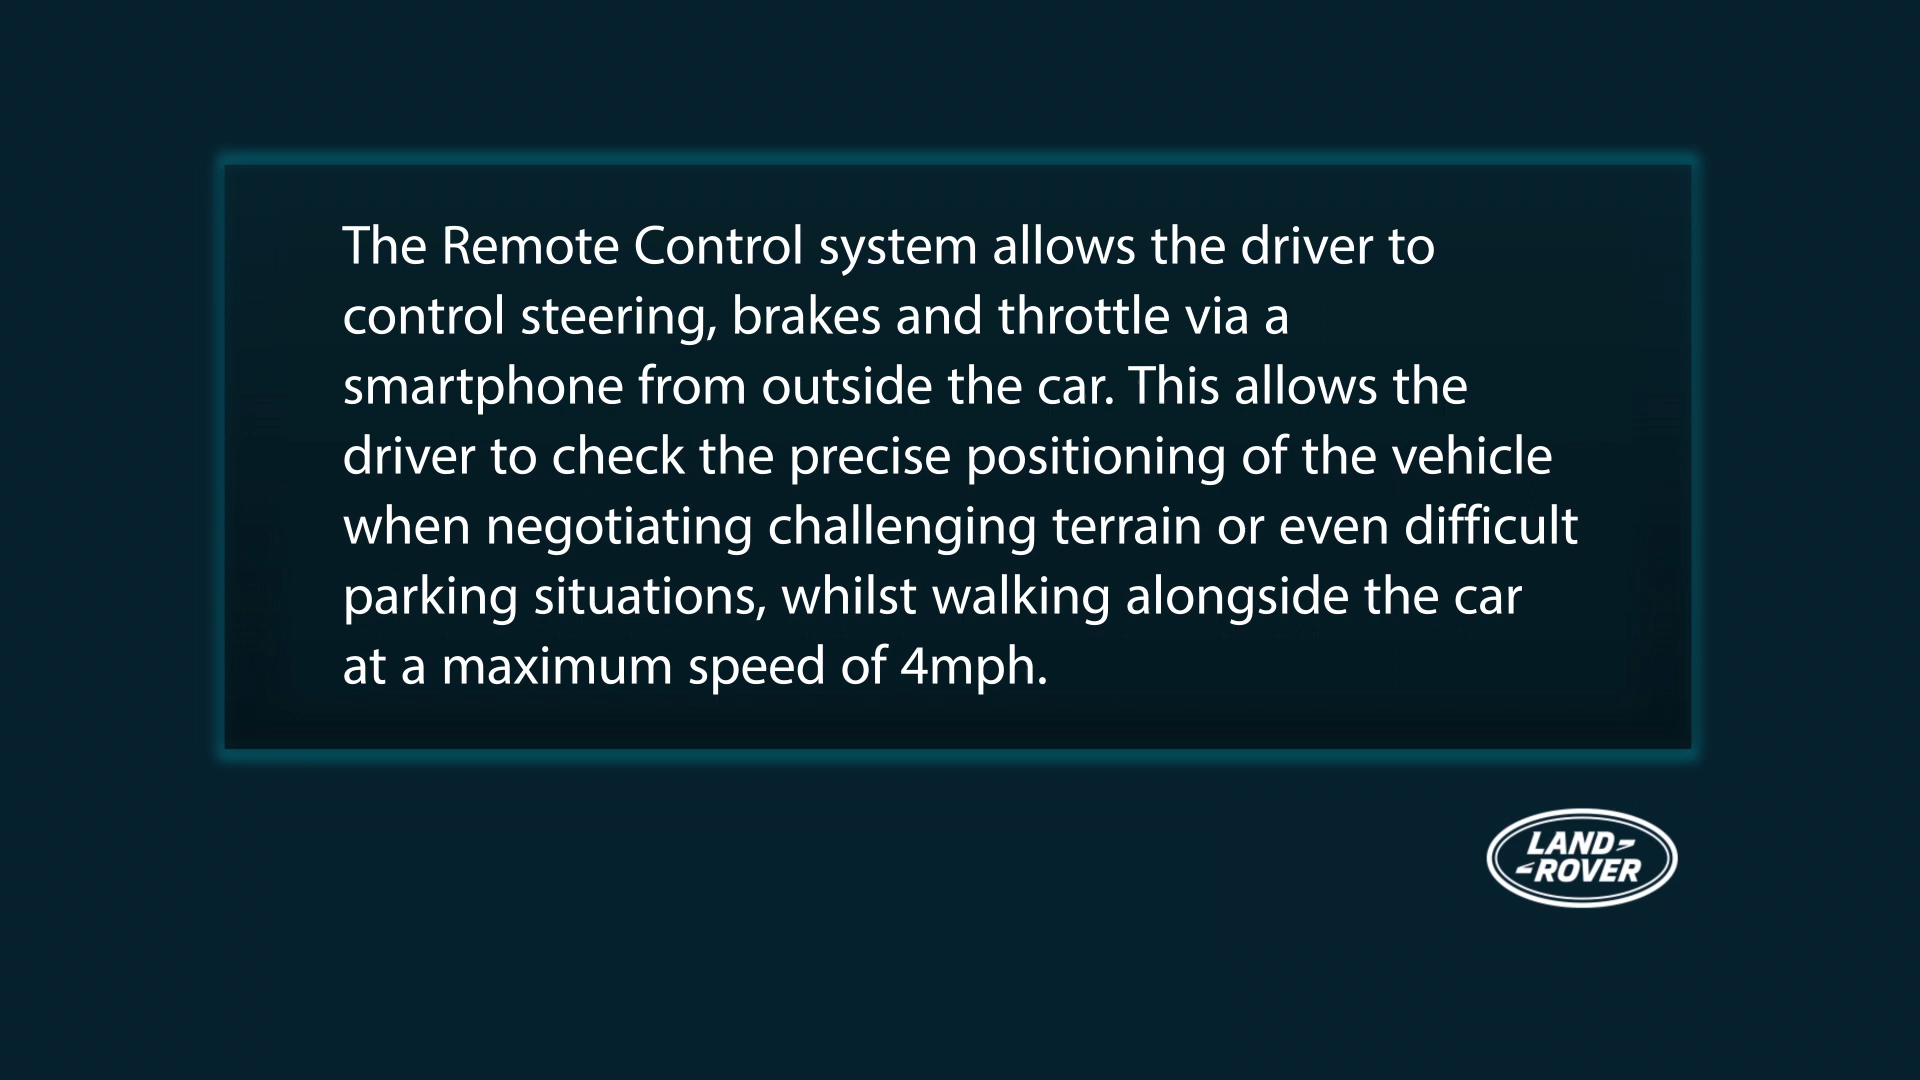 The Remote Control system allows the driver to
control steering, brakes and throttle via a
smartphone from outside the car. This allows the
driver to check the precise positioning of the vehicle
when negotiating challenging terrain or even difficult
parking situations, whilst walking alongside the car
at a maximum speed of 4mph.
LAND
ROVER